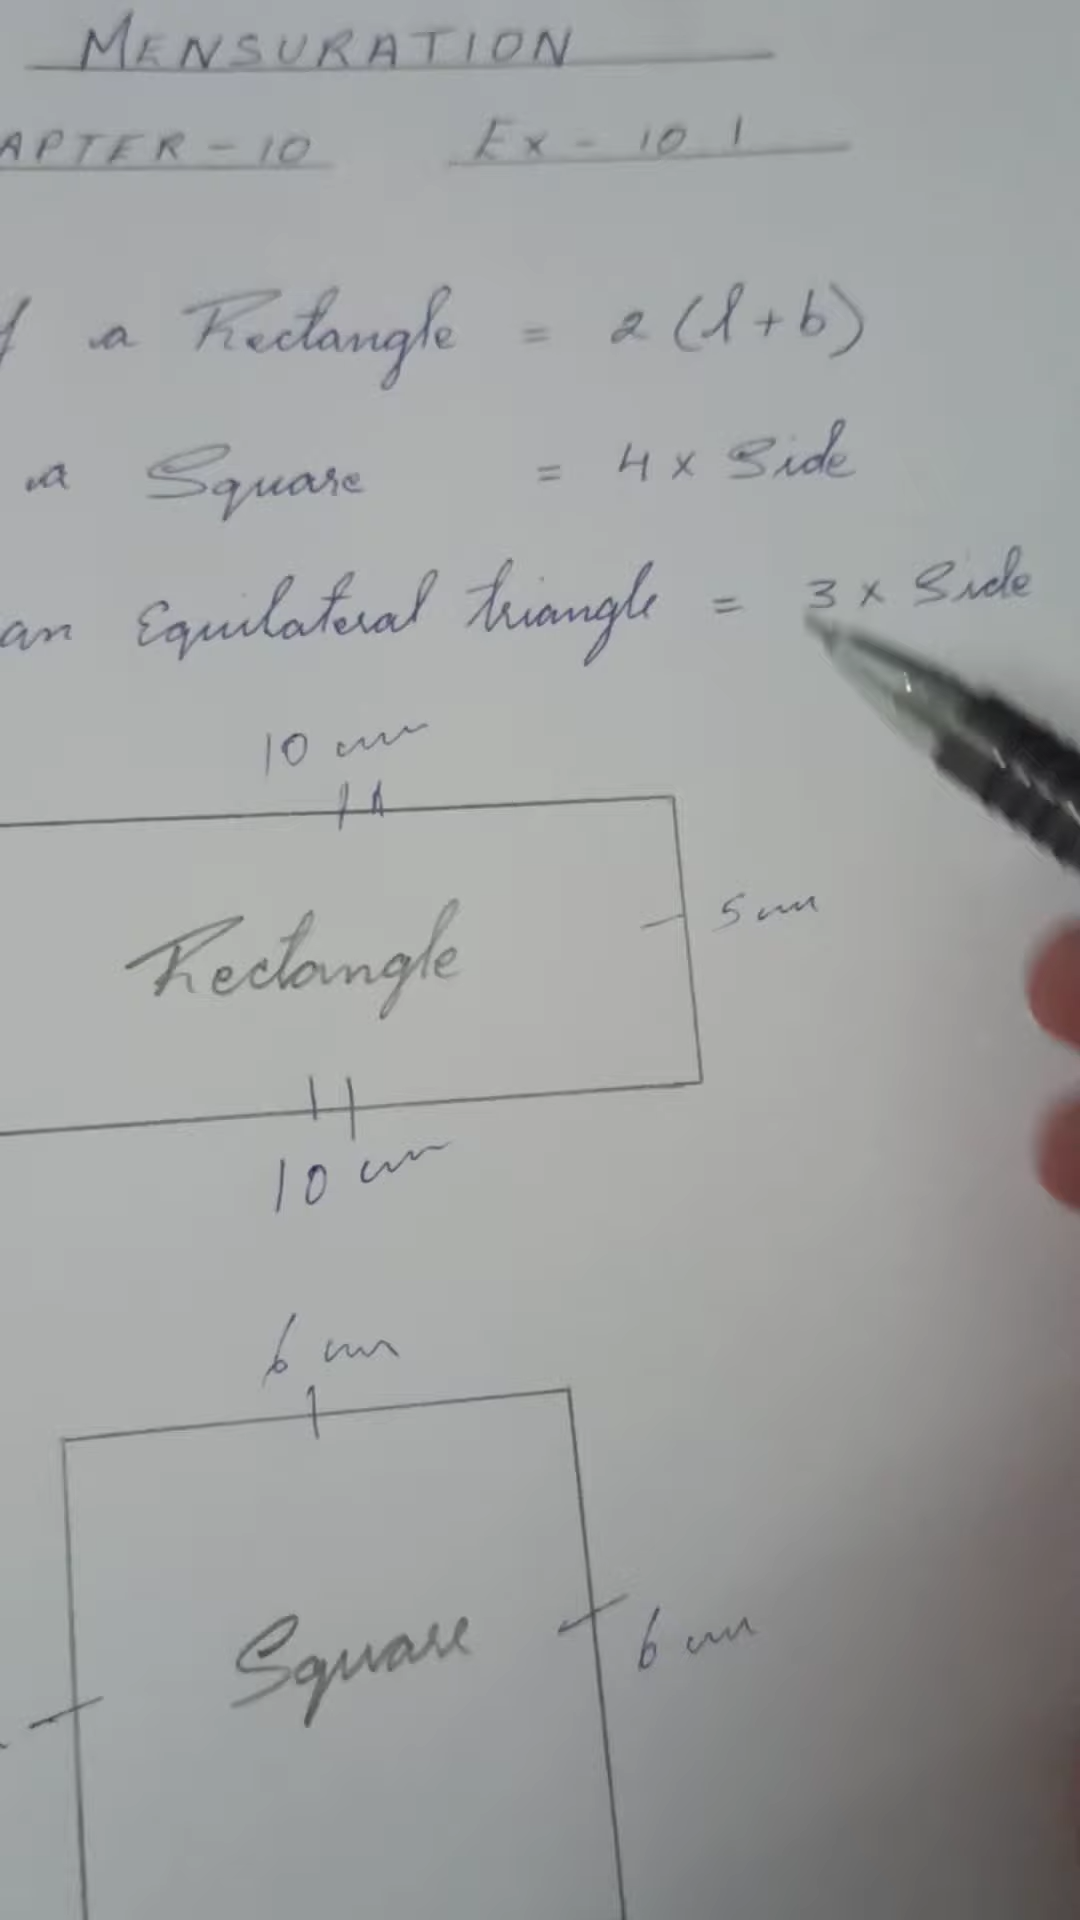 MENSURATION
APTER - 10 Ex - 10.1
f a Rectangle = 2 (l + b)
a Square = 4 x Side
an Equilateral triangle = 3 x Side
10 cm
5 cm
Rectangle
10 cm
6 cm
Square
6 cm